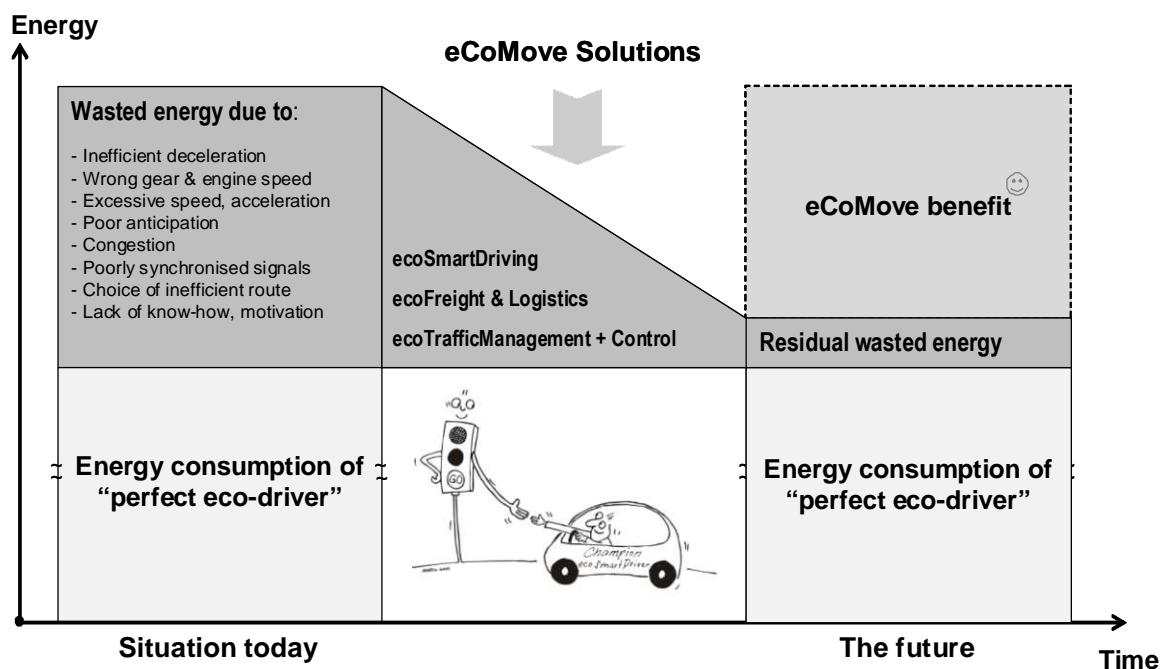 Energy
eCoMove Solutions
Wasted energy due to:
- Inefficient deceleration
- Wrong gear & engine speed
- Excessive speed, acceleration
- Poor anticipation
- Congestion
- Poorly synchronised signals
- Choice of inefficient route
- Lack of know-how, motivation
ecoSmartDriving
ecoFreight & Logistics
ecoTrafficManagement + Control
eCoMove benefit
Residual wasted energy
Energy consumption of
“perfect eco-driver”
GO
Champion
ecoSmartDriver
Energy consumption of
“perfect eco-driver”
Situation today
The future
Time